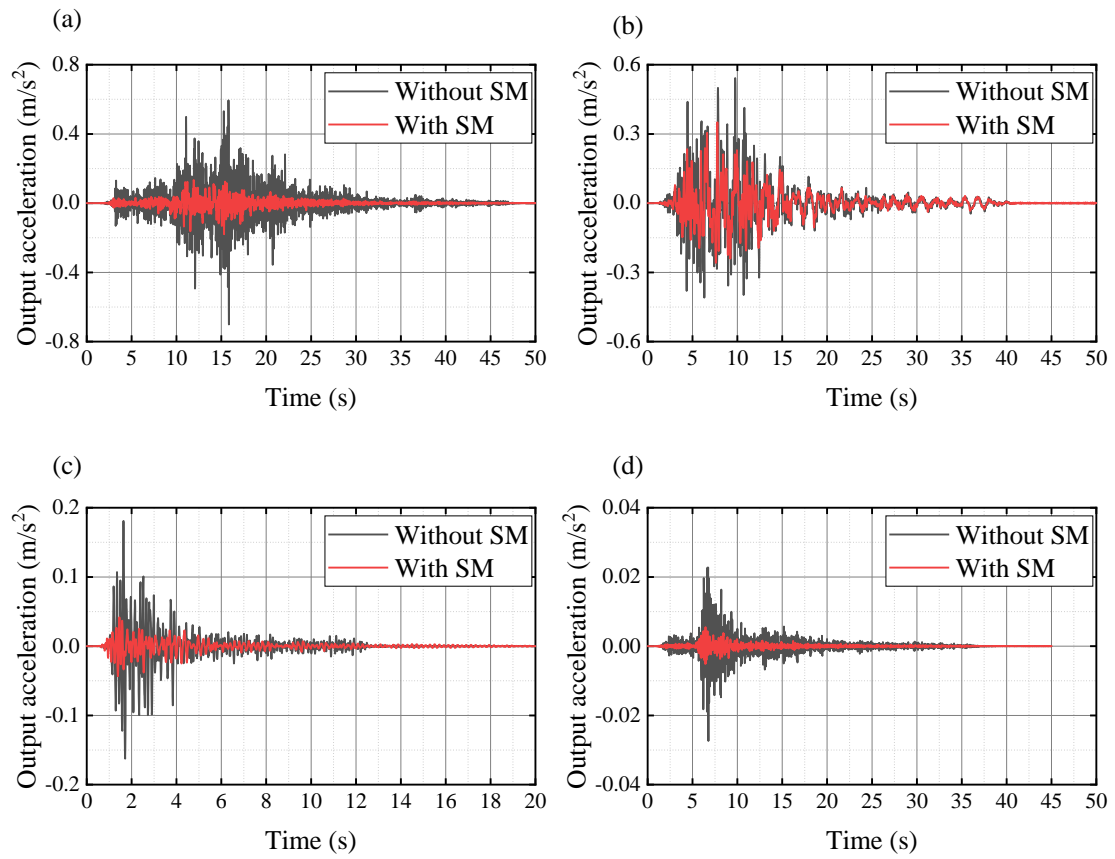 (a)
Output acceleration (m/s²)
0.8
0.4
0.0
-0.4
-0.8
Without SM
With SM
0 5 10 15 20 25 30 35 40 45 50
Time (s)
(b)
Output acceleration (m/s²)
0.6
0.3
0.0
-0.3
-0.6
Without SM
With SM
0 5 10 15 20 25 30 35 40 45 50
Time (s)
(c)
Output acceleration (m/s²)
0.2
0.1
0.0
-0.1
-0.2
Without SM
With SM
0 2 4 6 8 10 12 14 16 18 20
Time (s)
(d)
Output acceleration (m/s²)
0.04
0.02
0.00
-0.02
-0.04
Without SM
With SM
0 5 10 15 20 25 30 35 40 45 50
Time (s)